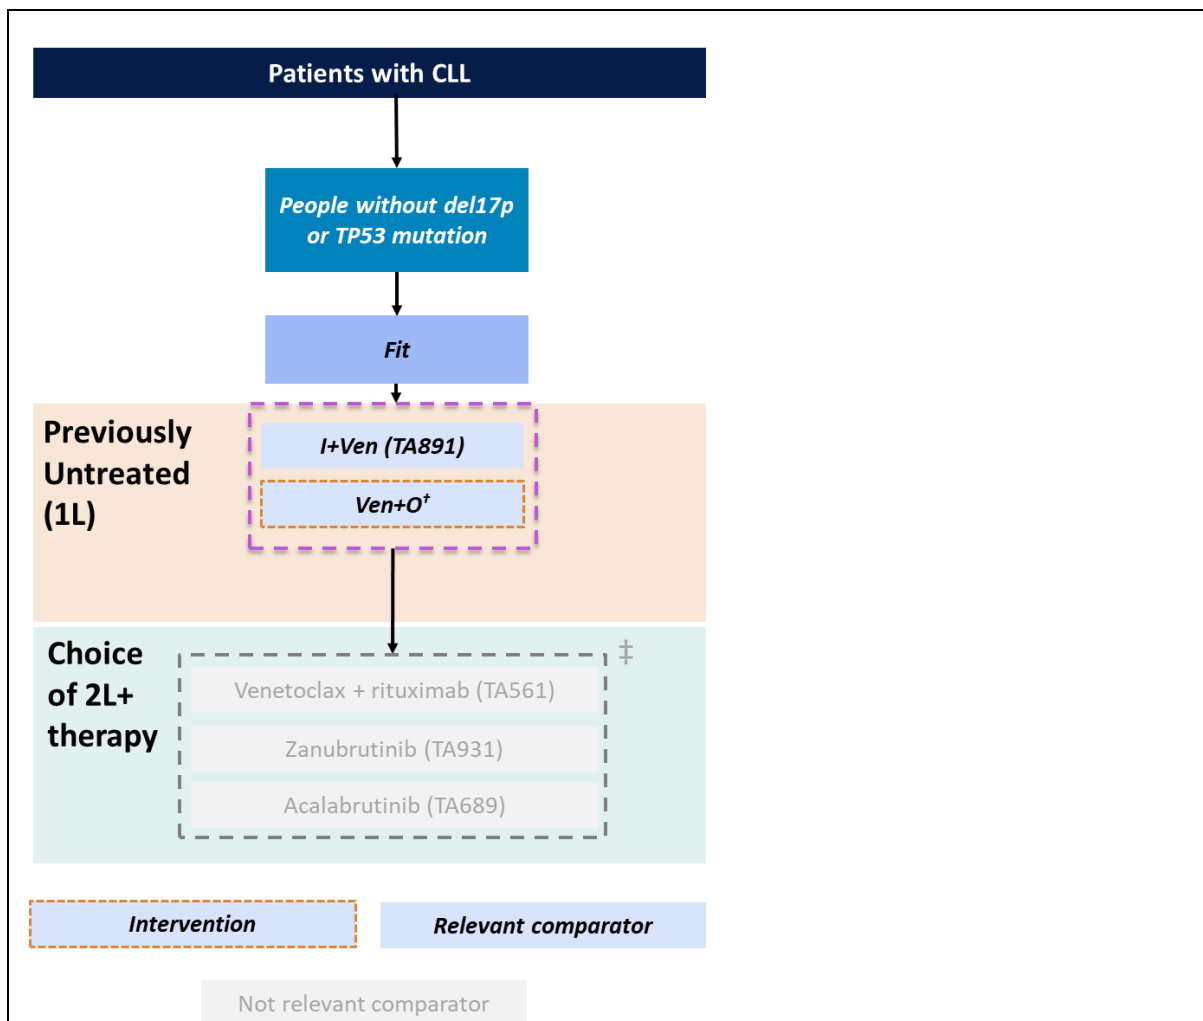 Patients with CLL
People without del17p
or TP53 mutation
Fit
Previously
Untreated
(1L)
I+Ven (TA891)
Ven+O†
Choice
of 2L+
therapy
‡
Venetoclax + rituximab (TA561)
Zanubrutinib (TA931)
Acalabrutinib (TA689)
Intervention
Relevant comparator
Not relevant comparator